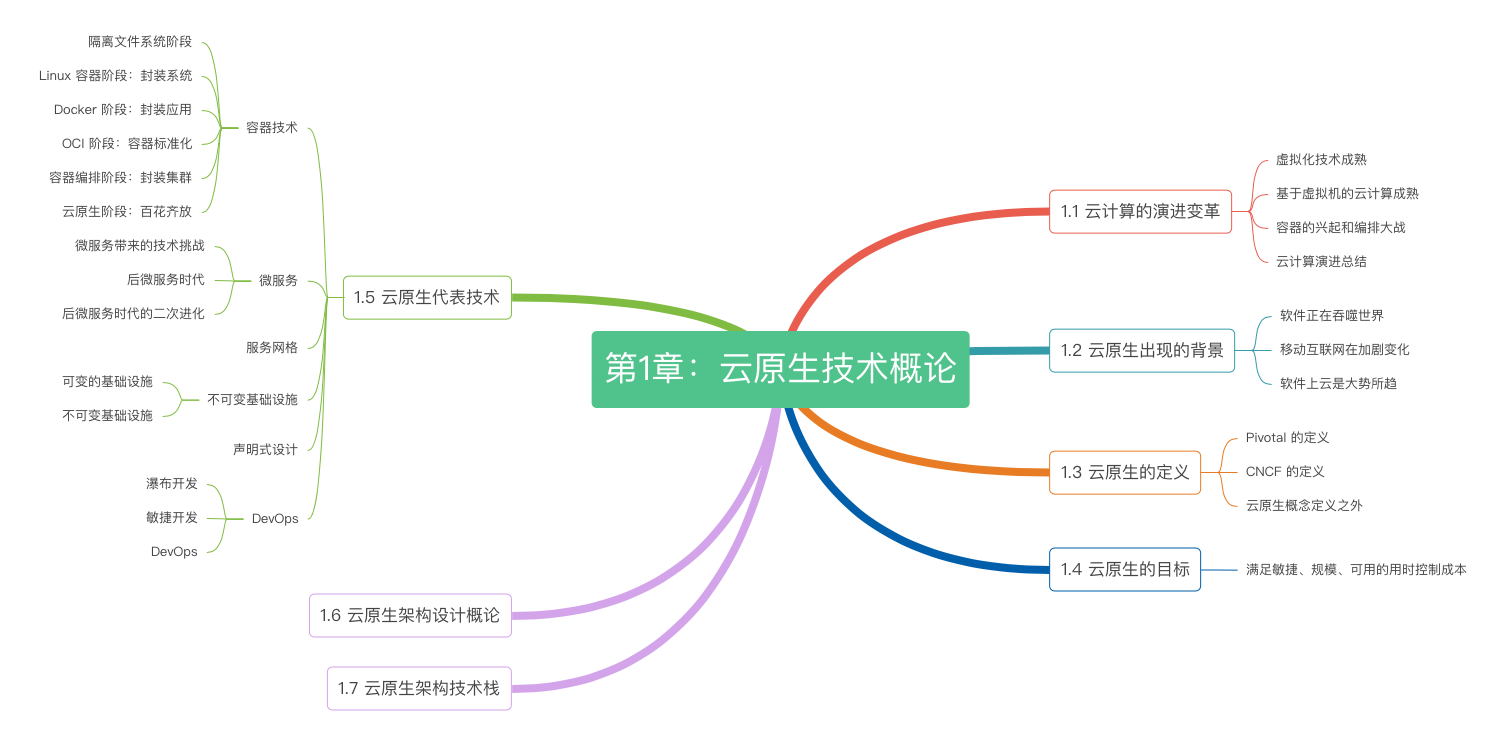 第1章：云原生技术概论
1.1 云计算的演进变革
虚拟化技术成熟
基于虚拟机的云计算成熟
容器的兴起和编排大战
云计算演进总结
1.2 云原生出现的背景
软件正在吞噬世界
移动互联网在加剧变化
软件上云是大势所趋
1.3 云原生的定义
Pivotal 的定义
CNCF 的定义
云原生概念定义之外
1.4 云原生的目标
满足敏捷、规模、可用的用时控制成本
1.5 云原生代表技术
容器技术
隔离文件系统阶段
Linux 容器阶段：封装系统
Docker 阶段：封装应用
OCI 阶段：容器标准化
容器编排阶段：封装集群
云原生阶段：百花齐放
微服务
微服务带来的技术挑战
后微服务时代
后微服务时代的二次进化
服务网格
不可变基础设施
可变的基础设施
不可变基础设施
声明式设计
DevOps
瀑布开发
敏捷开发
DevOps
1.6 云原生架构设计概论
1.7 云原生架构技术栈